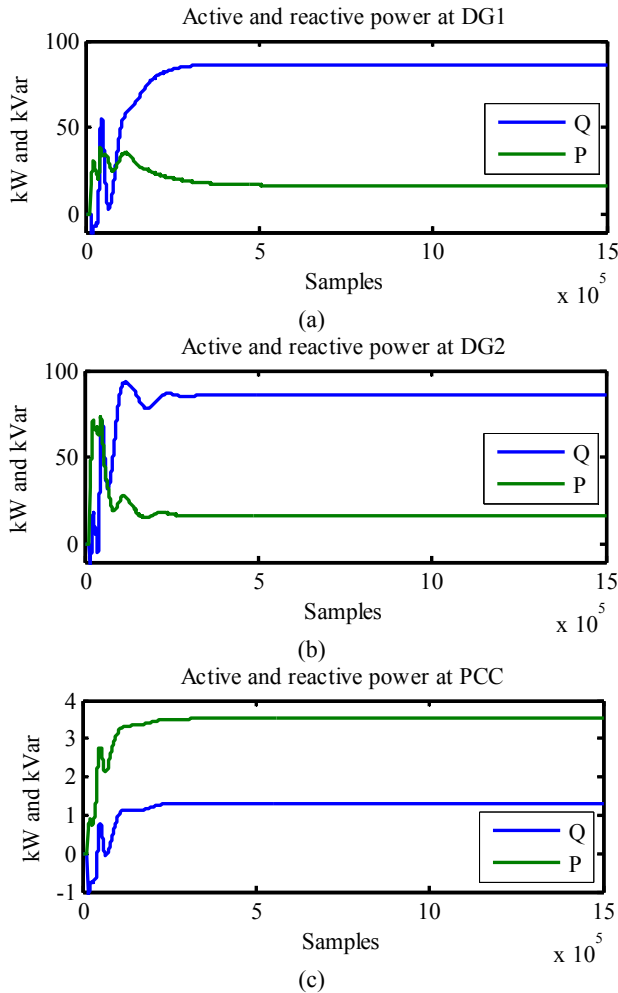 Active and reactive power at DG1
kW and kVar
100
50
0
Q
P
0
5
10
15
Samples
x 10^5
(a)
Active and reactive power at DG2
kW and kVar
100
50
0
Q
P
0
5
10
15
Samples
x 10^5
(b)
Active and reactive power at PCC
kW and kVar
4
3
2
1
0
-1
Q
P
0
5
10
15
Samples
x 10^5
(c)